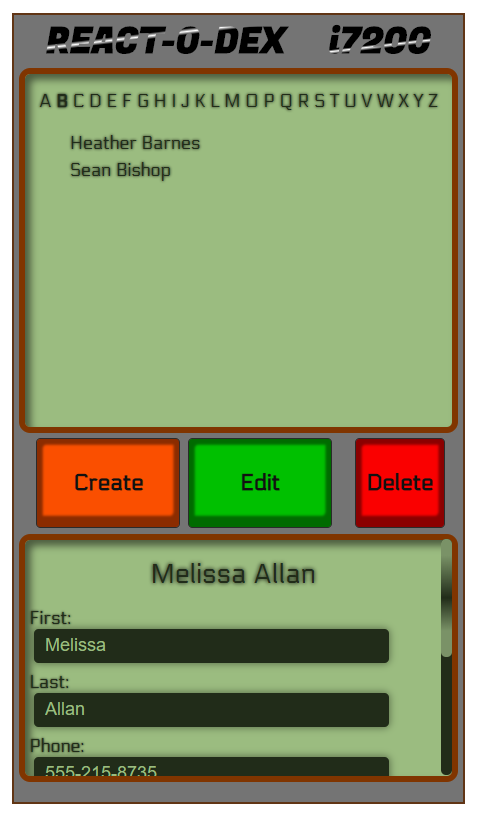 REACT-O-DEX i7200
A B C D E F G H I J K L M O P Q R S T U V W X Y Z
Heather Barnes
Sean Bishop
Create Edit Delete
Melissa Allan
First:
Melissa
Last:
Allan
Phone:
555-215-8735